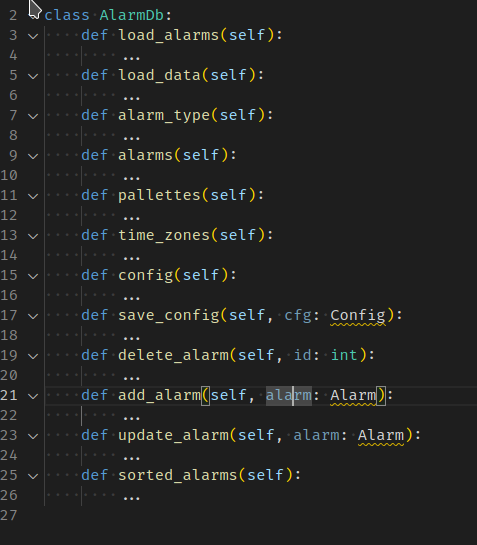 2 class AlarmDb:
3 def load_alarms(self):
4 ...
5 def load_data(self):
6 ...
7 def alarm_type(self):
8 ...
9 def alarms(self):
10 ...
11 def pallettes(self):
12 ...
13 def time_zones(self):
14 ...
15 def config(self):
16 ...
17 def save_config(self, cfg: Config):
18 ...
19 def delete_alarm(self, id: int):
20 ...
21 def add_alarm(self, alarm: Alarm):
22 ...
23 def update_alarm(self, alarm: Alarm):
24 ...
25 def sorted_alarms(self):
26 ...
27